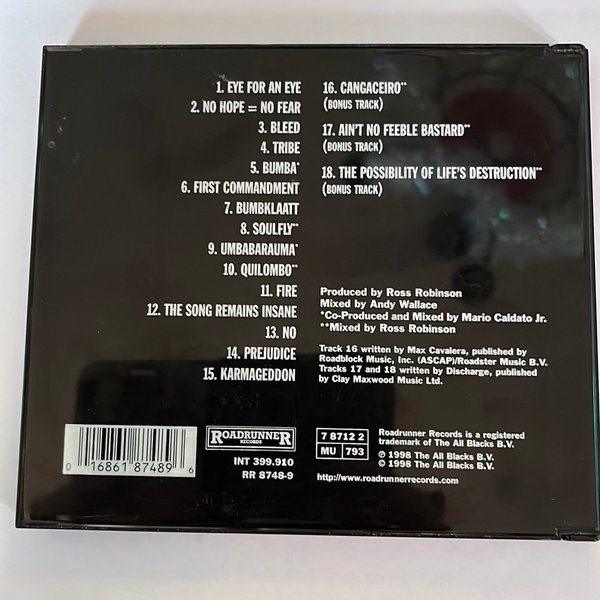 1. EYE FOR AN EYE
2. NO HOPE = NO FEAR
3. BLEED
4. TRIBE
5. BUMBA*
6. FIRST COMMANDMENT
7. BUMBKLAATT
8. SOULFLY**
9. UMBABARAUMA*
10. QUILOMBO**
11. FIRE
12. THE SONG REMAINS INSANE
13. NO
14. PREJUDICE
15. KARMAGEDDON
16. CANGACEIRO**
(BONUS TRACK)
17. AIN'T NO FEEBLE BASTARD**
(BONUS TRACK)
18. THE POSSIBILITY OF LIFE'S DESTRUCTION**
(BONUS TRACK)
Produced by Ross Robinson
Mixed by Andy Wallace
*Co-Produced and Mixed by Mario Caldato Jr.
**Mixed by Ross Robinson
Track 16 written by Max Cavalera, published by
Roadblock Music, Inc. (ASCAP)/Roadster Music B.V.
Tracks 17 and 18 written by Discharge, published by
Clay Maxwood Music Ltd.
0 16861 87489 6
ROADRUNNER
RECORDS
INT 399.910
RR 8748-9
7 8712 2
MU 793
Roadrunner Records is a registered
trademark of The All Blacks B.V.
℗ 1998 The All Blacks B.V.
© 1998 The All Blacks B.V.
http://www.roadrunnerrecords.com